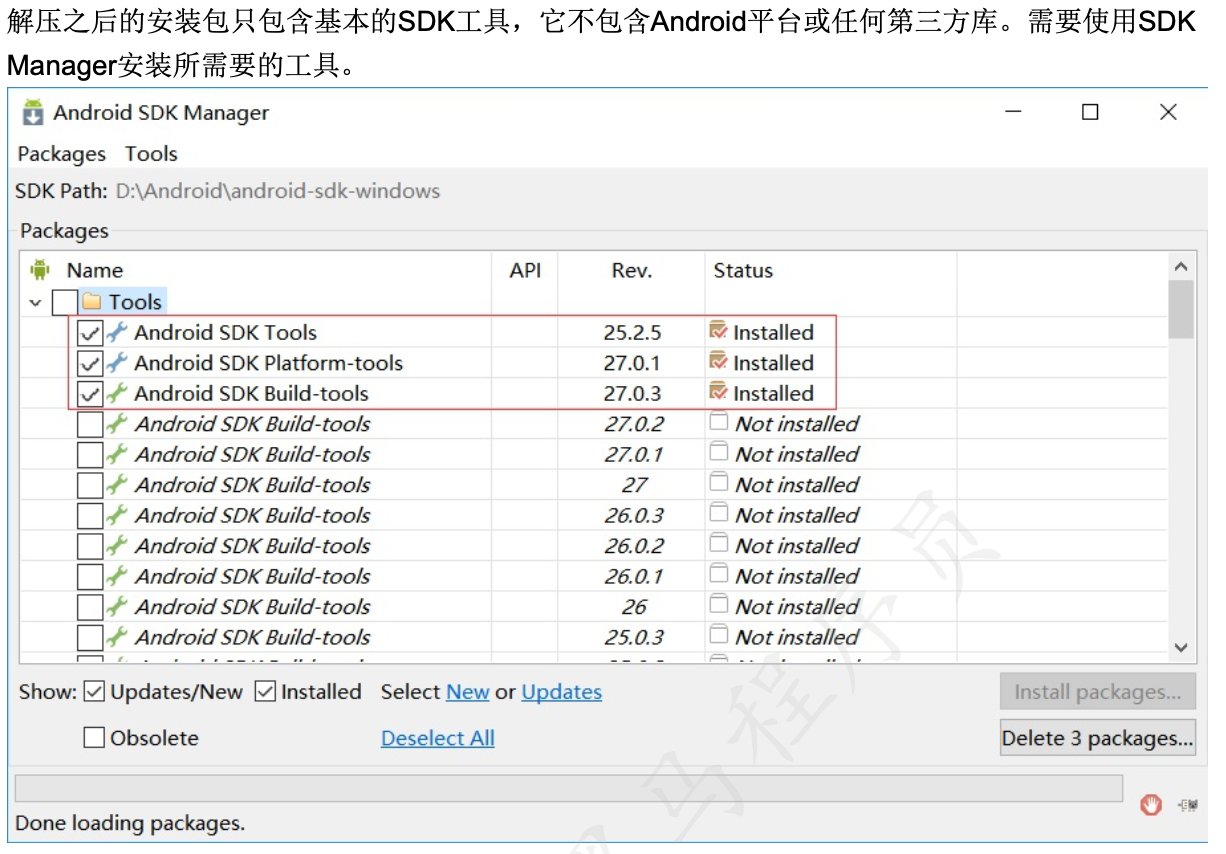 解压之后的安装包只包含基本的SDK工具，它不包含Android平台或任何第三方库。需要使用SDK
Manager安装所需要的工具。
Android SDK Manager
Packages Tools
SDK Path: D:\Android\android-sdk-windows
Packages
Name API Rev. Status
Tools
Android SDK Tools 25.2.5 Installed
Android SDK Platform-tools 27.0.1 Installed
Android SDK Build-tools 27.0.3 Installed
Android SDK Build-tools 27.0.2 Not installed
Android SDK Build-tools 27.0.1 Not installed
Android SDK Build-tools 27 Not installed
Android SDK Build-tools 26.0.3 Not installed
Android SDK Build-tools 26.0.2 Not installed
Android SDK Build-tools 26.0.1 Not installed
Android SDK Build-tools 26 Not installed
Android SDK Build-tools 25.0.3 Not installed
Show: Updates/New Installed Select New or Updates Install packages...
Obsolete Deselect All Delete 3 packages...
Done loading packages.
马程序员